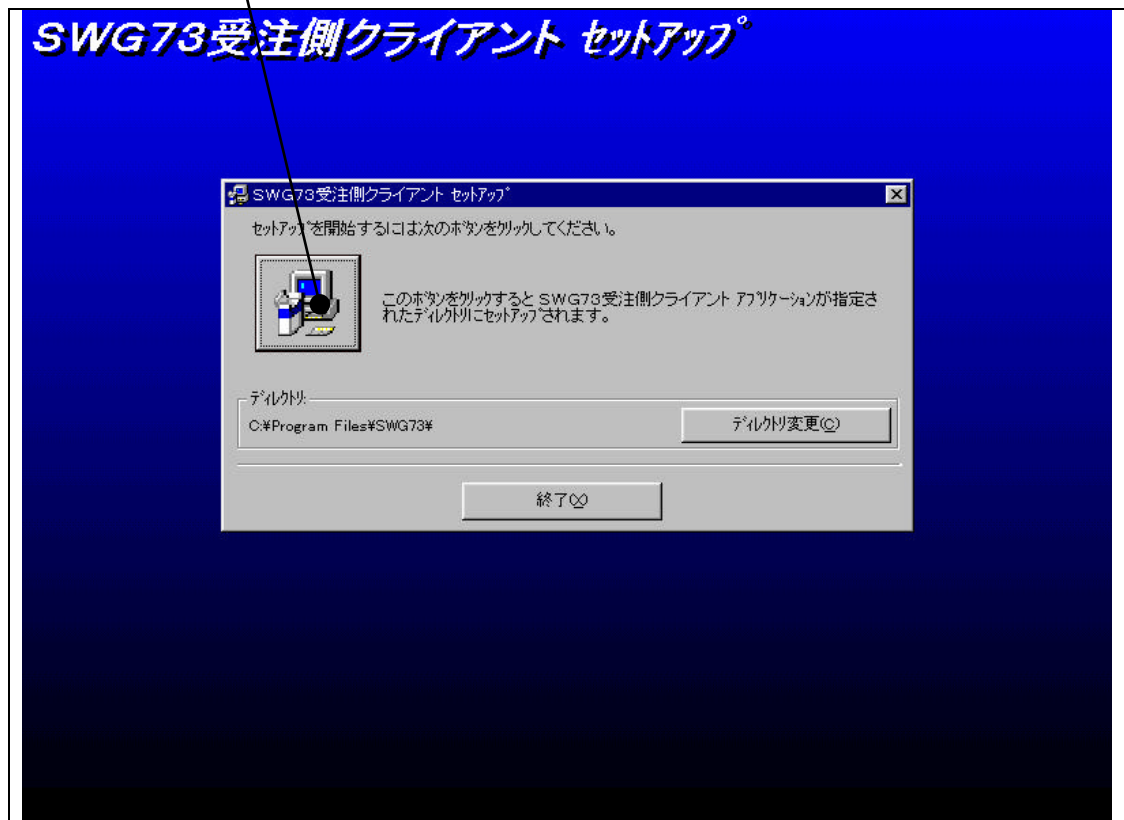 SWG73受注側クライアント ｾｯﾄｱｯﾌﾟ
SWG73受注側クライアント ｾｯﾄｱｯﾌﾟ
ｾｯﾄｱｯﾌﾟを開始するには次のﾎﾞﾀﾝをｸﾘｯｸしてください。
このﾎﾞﾀﾝをｸﾘｯｸすると SWG73受注側クライアント ｱﾌﾟﾘｹｰｼｮﾝが指定さ
れたﾃﾞｨﾚｸﾄﾘにｾｯﾄｱｯﾌﾟされます。
ﾃﾞｨﾚｸﾄﾘ:
C:¥Program Files¥SWG73¥
ﾃﾞｨﾚｸﾄﾘ変更(C)
終了(X)